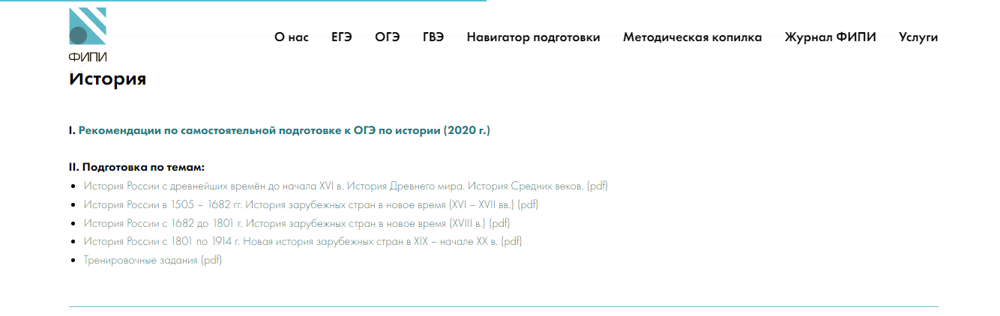 О нас ЕГЭ ОГЭ ГВЭ Навигатор подготовки Методическая копилка Журнал ФИПИ Услуги
ФИПИ
История
I. Рекомендации по самостоятельной подготовке к ОГЭ по истории (2020 г.)
II. Подготовка по темам:
• История России с древнейших времён до начала XVI в. История Древнего мира. История Средних веков. (pdf)
• История России в 1505 – 1682 гг. История зарубежных стран в новое время (XVI – XVII вв.) (pdf)
• История России с 1682 до 1801 г. История зарубежных стран в новое время (XVIII в.) (pdf)
• История России с 1801 по 1914 г. Новая история зарубежных стран в XIX – начале XX в. (pdf)
• Тренировочные задания (pdf)